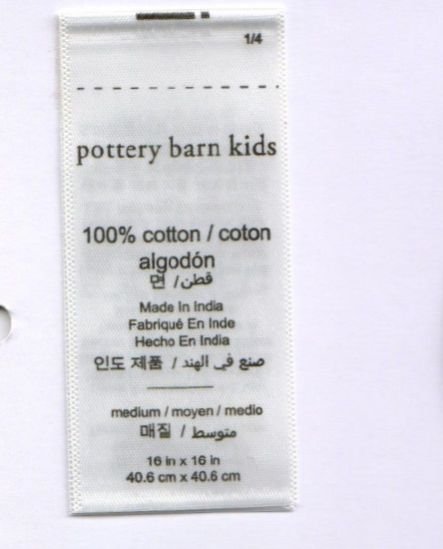 1/4
pottery barn kids
100% cotton / coton
algodón
면 / قطن
Made In India
Fabriqué En Inde
Hecho En India
인도 제품 / صنع في الهند
medium / moyen / medio
매질 / متوسط
16 in x 16 in
40.6 cm x 40.6 cm